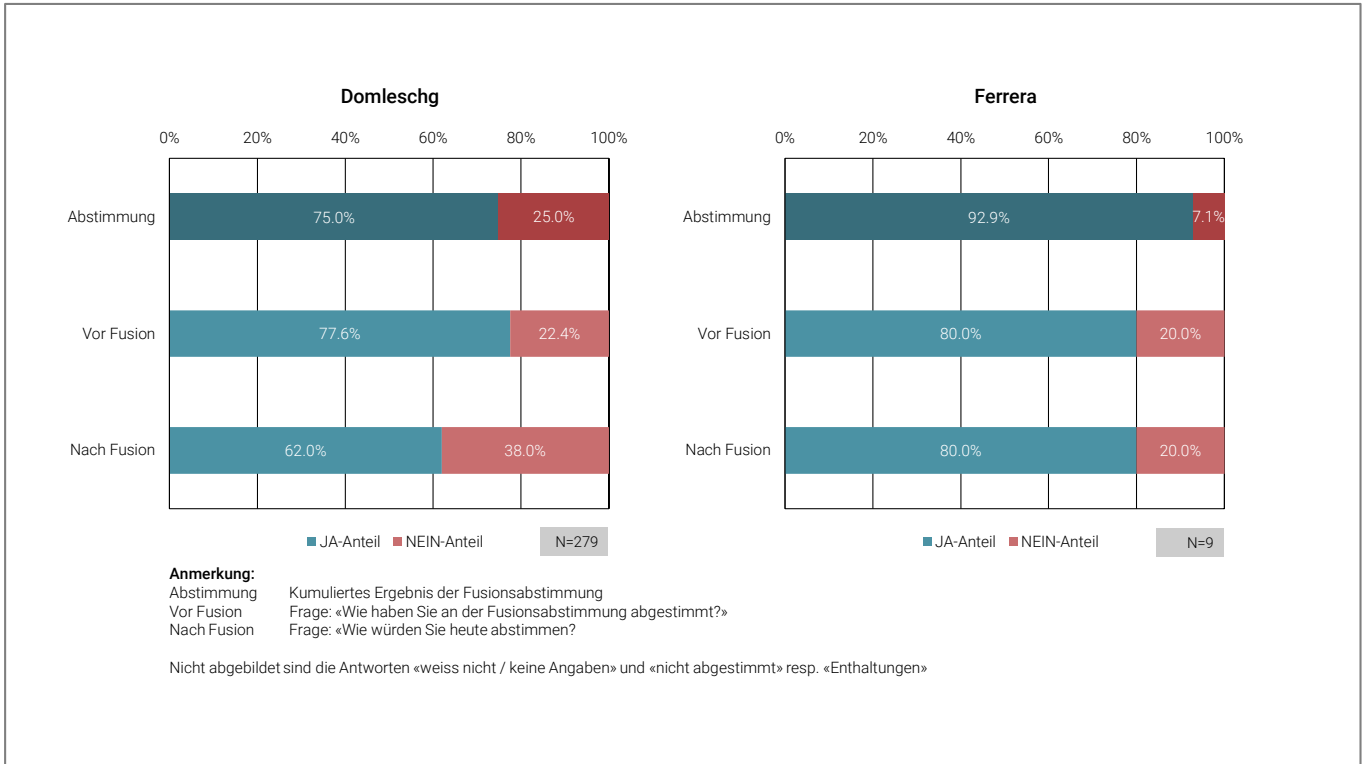 Domleschg
0% 20% 40% 60% 80% 100%
Abstimmung 75.0% 25.0%
Vor Fusion 77.6% 22.4%
Nach Fusion 62.0% 38.0%
JA-Anteil NEIN-Anteil N=279
Ferrera
0% 20% 40% 60% 80% 100%
Abstimmung 92.9% 7.1%
Vor Fusion 80.0% 20.0%
Nach Fusion 80.0% 20.0%
JA-Anteil NEIN-Anteil N=9
Anmerkung:
Abstimmung Kumuliertes Ergebnis der Fusionsabstimmung
Vor Fusion Frage: «Wie haben Sie an der Fusionsabstimmung abgestimmt?»
Nach Fusion Frage: «Wie würden Sie heute abstimmen?
Nicht abgebildet sind die Antworten «weiss nicht / keine Angaben» und «nicht abgestimmt» resp. «Enthaltungen»